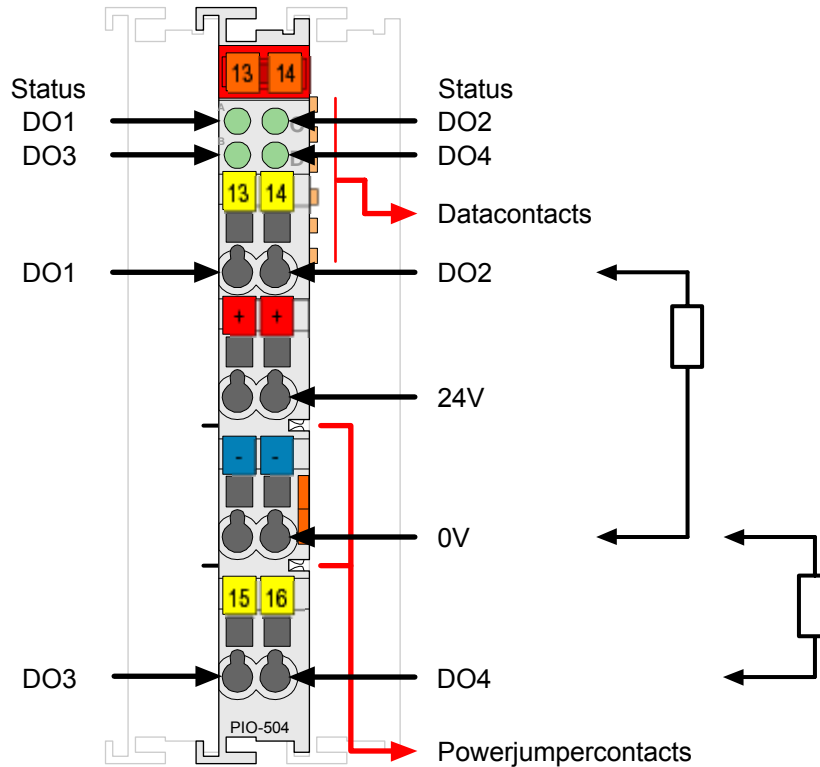 13 14
Status Status
A C
DO1 DO2
B D
DO3 DO4
13 14
Datacontacts
DO1 DO2
+ +
24V
- -
0V
15 16
DO3 DO4
PIO-504
Powerjumpercontacts